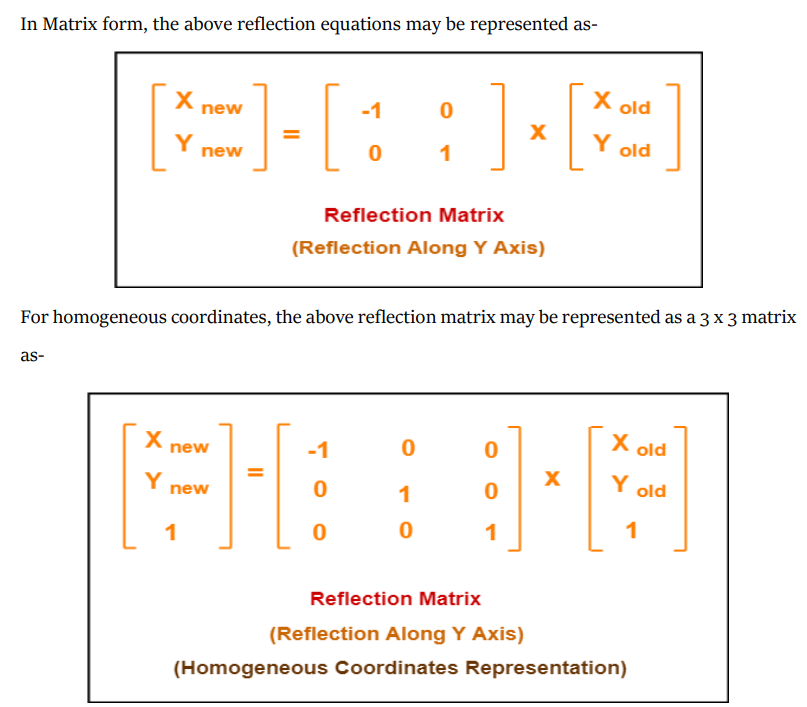 In Matrix form, the above reflection equations may be represented as-
[ X new ] = [ -1 0 ] X [ X old ]
[ Y new ] [ 0 1 ] [ Y old ]
Reflection Matrix
(Reflection Along Y Axis)
For homogeneous coordinates, the above reflection matrix may be represented as a 3 x 3 matrix
as-
[ X new ] = [ -1 0 0 ] X [ X old ]
[ Y new ] [ 0 1 0 ] [ Y old ]
[ 1 ] [ 0 0 1 ] [ 1 ]
Reflection Matrix
(Reflection Along Y Axis)
(Homogeneous Coordinates Representation)